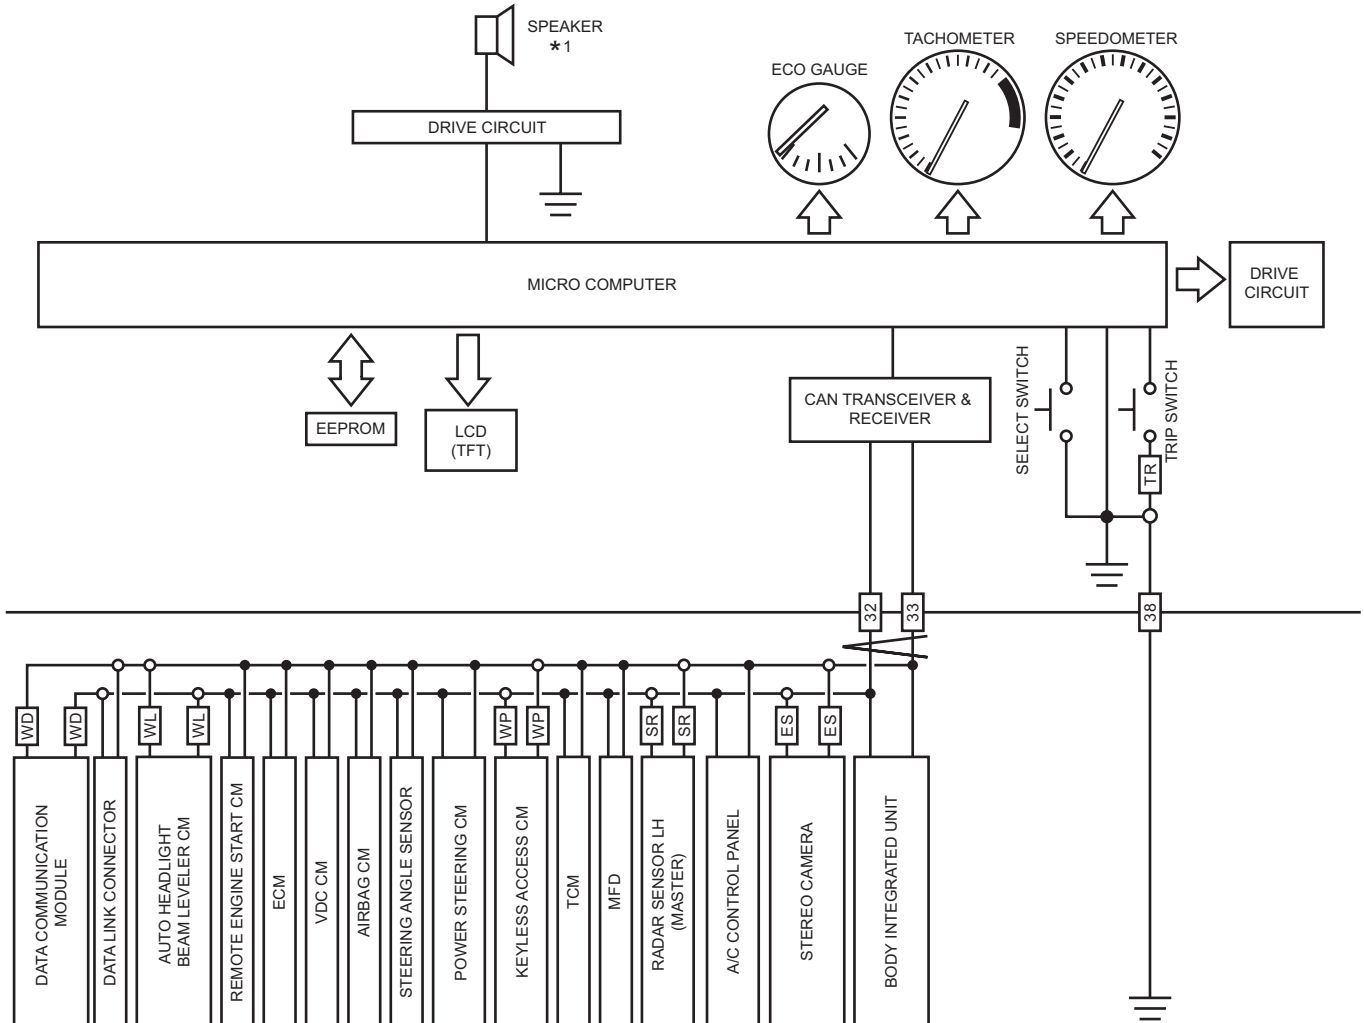 SPEAKER
*1
TACHOMETER
SPEEDOMETER
ECO GAUGE
DRIVE CIRCUIT
MICRO COMPUTER
DRIVE
CIRCUIT
EEPROM
LCD
(TFT)
CAN TRANSCEIVER &
RECEIVER
SELECT SWITCH
TRIP SWITCH
TR
32
33
38
WD
WD
WL
WL
WP
WP
SR
SR
ES
ES
DATA COMMUNICATION
MODULE
DATA LINK CONNECTOR
AUTO HEADLIGHT
BEAM LEVELER CM
REMOTE ENGINE START CM
ECM
VDC CM
AIRBAG CM
STEERING ANGLE SENSOR
POWER STEERING CM
KEYLESS ACCESS CM
TCM
MFD
RADAR SENSOR LH
(MASTER)
A/C CONTROL PANEL
STEREO CAMERA
BODY INTEGRATED UNIT